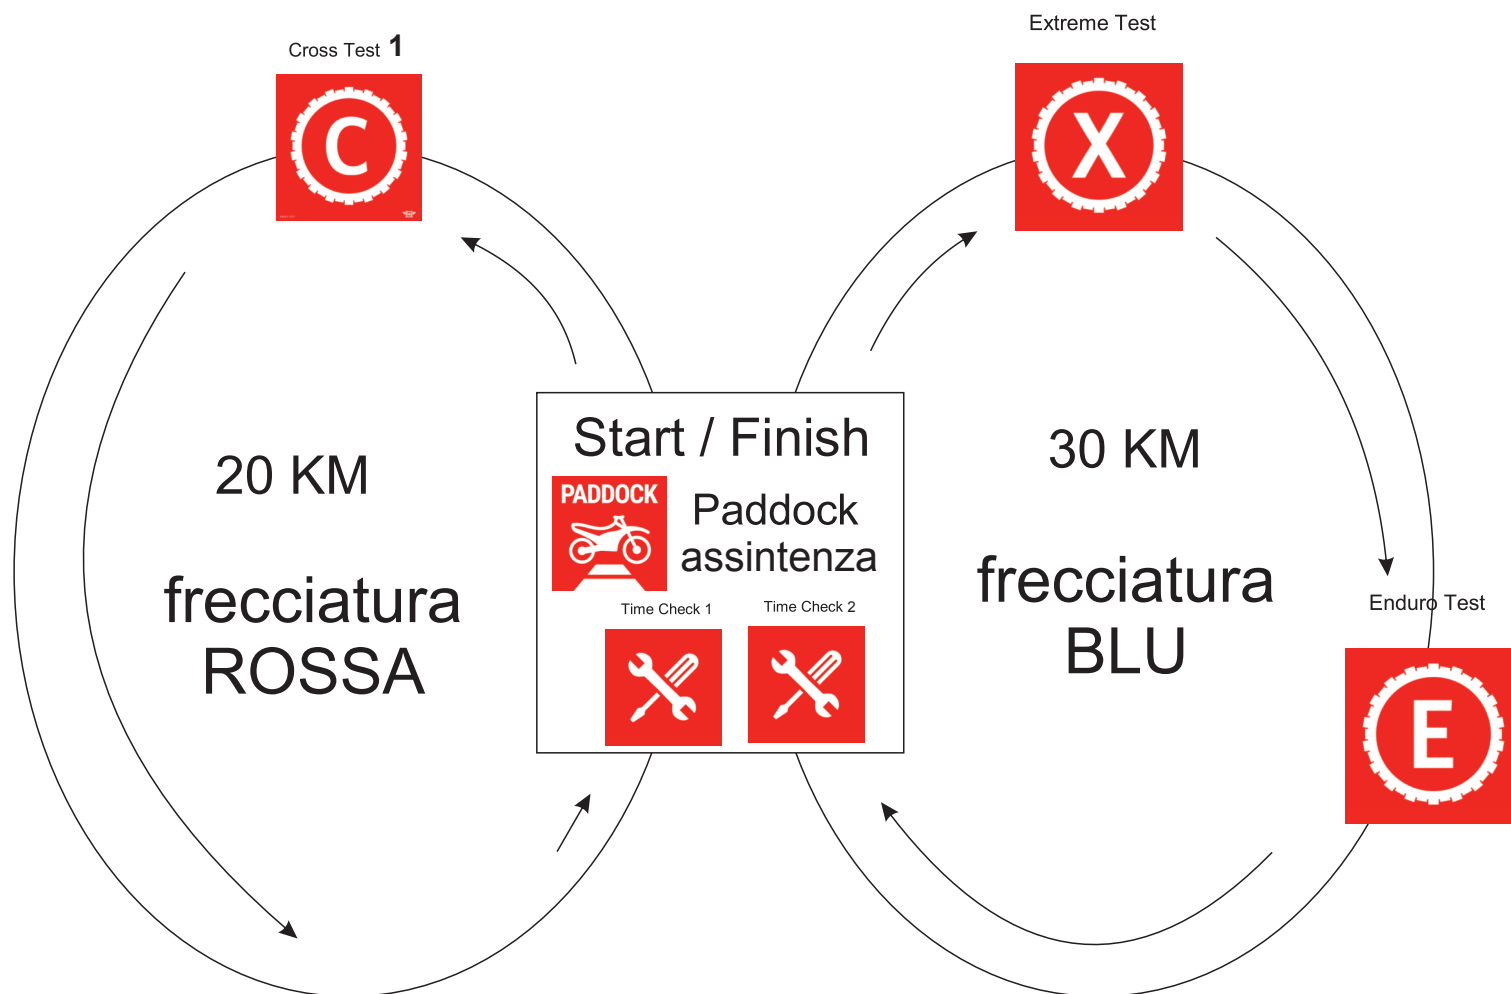 Cross Test 1
C
Extreme Test
X
Start / Finish
PADDOCK
Paddock
assintenza
Time Check 1
Time Check 2
20 KM
frecciatura
ROSSA
30 KM
frecciatura
BLU
Enduro Test
E